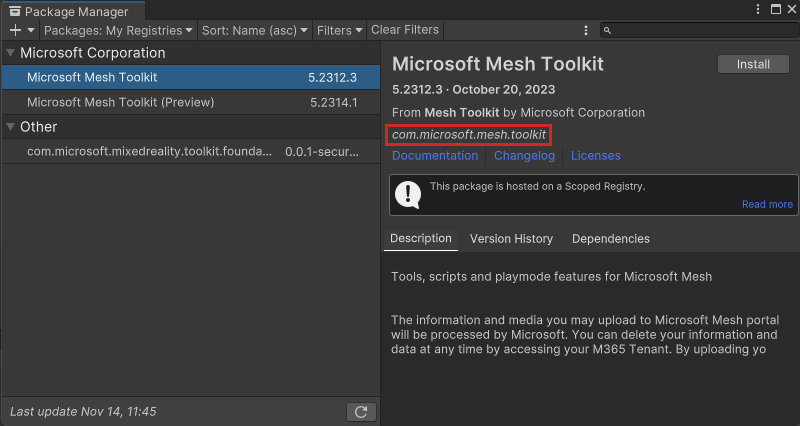 Package Manager
Packages: My Registries Sort: Name (asc) Filters Clear Filters
Microsoft Corporation
Microsoft Mesh Toolkit 5.2312.3
Microsoft Mesh Toolkit (Preview) 5.2314.1
Other
com.microsoft.mixedreality.toolkit.founda... 0.0.1-secur...
Last update Nov 14, 11:45
Microsoft Mesh Toolkit Install
5.2312.3 · October 20, 2023
From Mesh Toolkit by Microsoft Corporation
com.microsoft.mesh.toolkit
Documentation Changelog Licenses
This package is hosted on a Scoped Registry.
Read more
Description Version History Dependencies
Tools, scripts and playmode features for Microsoft Mesh
The information and media you may upload to Microsoft Mesh portal
will be processed by Microsoft. You can delete your information and
data at any time by accessing your M365 Tenant. By uploading yo